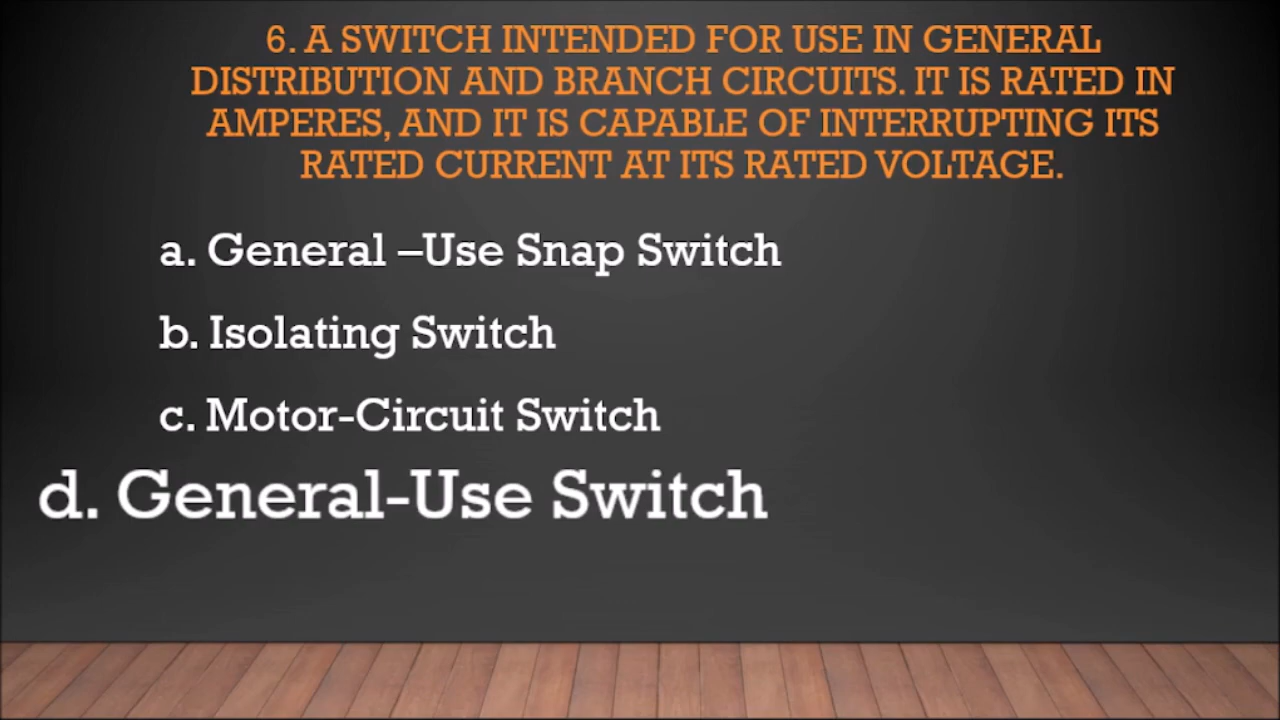 6. A SWITCH INTENDED FOR USE IN GENERAL
DISTRIBUTION AND BRANCH CIRCUITS. IT IS RATED IN
AMPERES, AND IT IS CAPABLE OF INTERRUPTING ITS
RATED CURRENT AT ITS RATED VOLTAGE.
a. General –Use Snap Switch
b. Isolating Switch
c. Motor-Circuit Switch
d. General-Use Switch